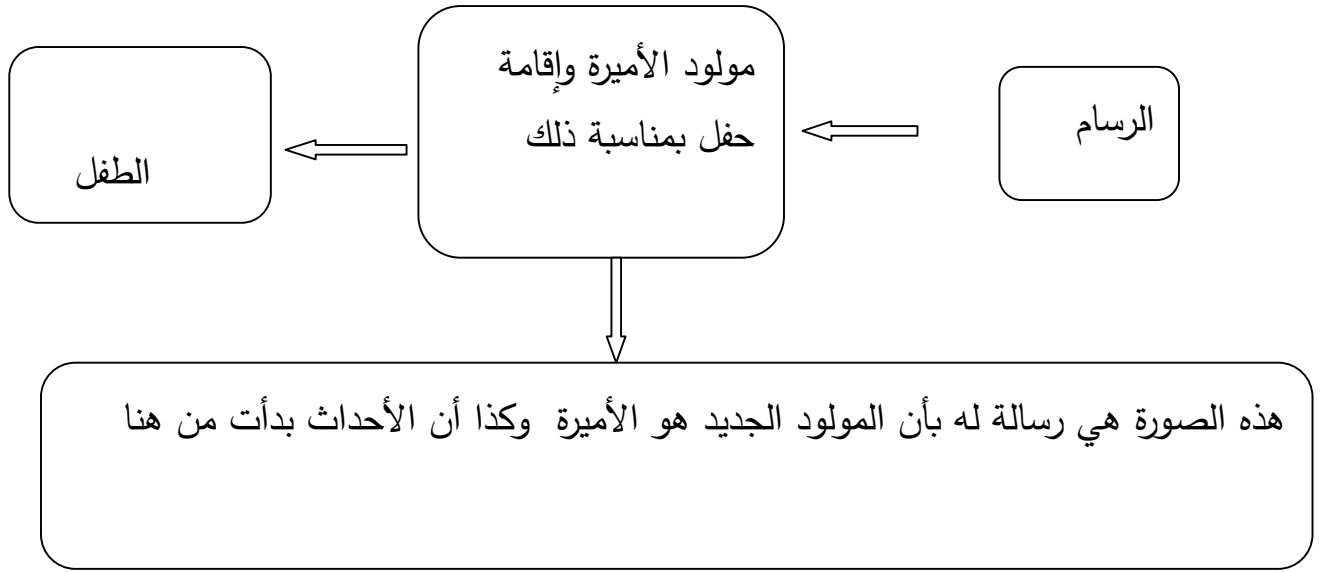 الرسام
مولود الأميرة وإقامة
حفل بمناسبة ذلك
الطفل
هذه الصورة هي رسالة له بأن المولود الجديد هو الأميرة وكذا أن الأحداث بدأت من هنا